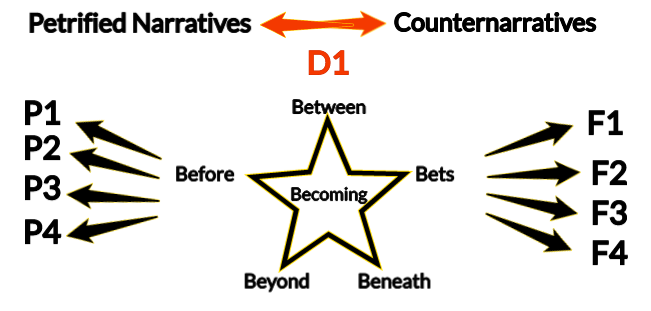 Petrified Narratives Counternarratives
D1
Between
P1
P2
P3
P4
Before
Becoming
Bets
Beyond
Beneath
F1
F2
F3
F4